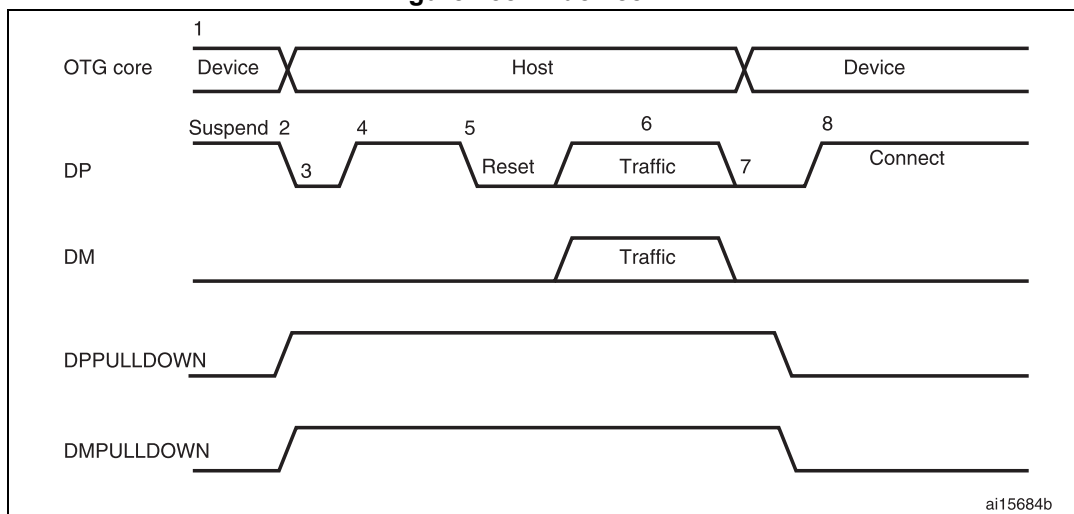 1
OTG core Device Host Device
Suspend 2 4 5 6 8
DP 3 Reset Traffic 7 Connect
DM Traffic
DPPULLDOWN
DMPULLDOWN
ai15684b